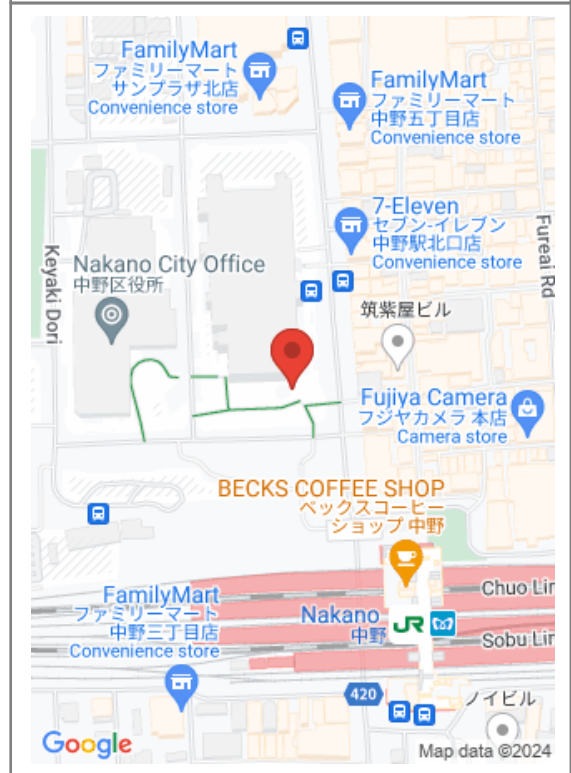 FamilyMart
ファミリーマート
サンプラザ北店
Convenience store
FamilyMart
ファミリーマート
中野五丁目店
Convenience store
7-Eleven
セブン-イレブン
中野駅北口店
Convenience store
Fureai Rd
Keyaki Dori
Nakano City Office
中野区役所
筑紫屋ビル
Fujiya Camera
フジヤカメラ 本店
Camera store
BECKS COFFEE SHOP
ベックスコーヒー
ショップ 中野
Chuo Lin
FamilyMart
ファミリーマート
中野三丁目店
Convenience store
Nakano
中野
JR
Sobu Lin
420
ノイビル
Google
Map data ©2024